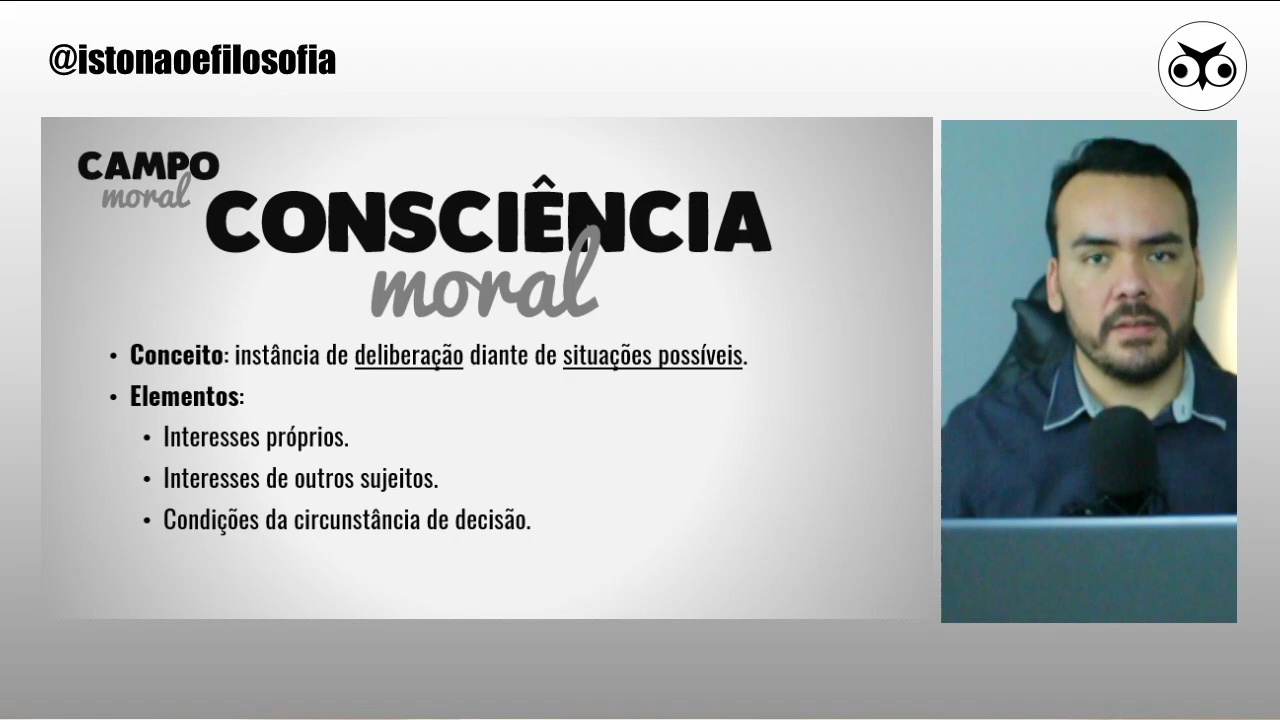 @istonaoefilosofia
CAMPO
moral
CONSCIÊNCIA
moral
• Conceito: instância de deliberação diante de situações possíveis.
• Elementos:
• Interesses próprios.
• Interesses de outros sujeitos.
• Condições da circunstância de decisão.